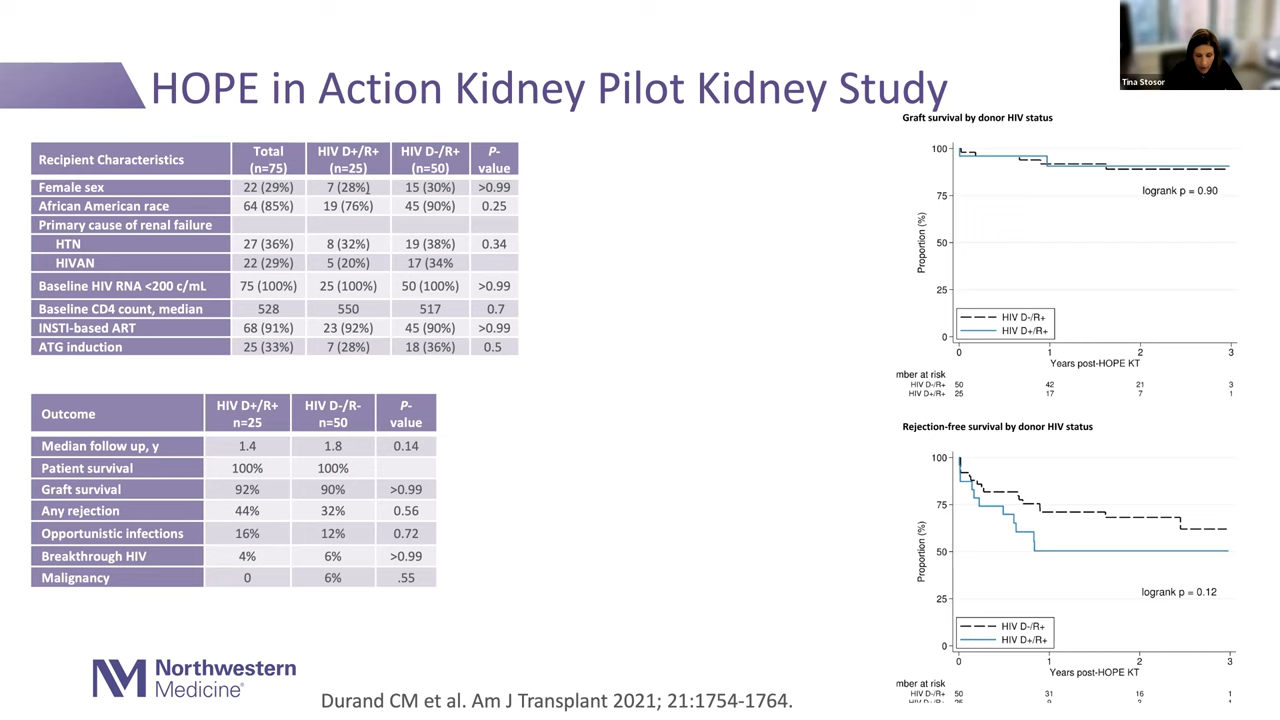 Tina Stosor
HOPE in Action Kidney Pilot Kidney Study
Recipient Characteristics Total (n=75) HIV D+/R+ (n=25) HIV D-/R+ (n=50) P-value
Female sex 22 (29%) 7 (28%) 15 (30%) >0.99
African American race 64 (85%) 19 (76%) 45 (90%) 0.25
Primary cause of renal failure
HTN 27 (36%) 8 (32%) 19 (38%) 0.34
HIVAN 22 (29%) 5 (20%) 17 (34%
Baseline HIV RNA <200 c/mL 75 (100%) 25 (100%) 50 (100%) >0.99
Baseline CD4 count, median 528 550 517 0.7
INSTI-based ART 68 (91%) 23 (92%) 45 (90%) >0.99
ATG induction 25 (33%) 7 (28%) 18 (36%) 0.5
Outcome HIV D+/R+ n=25 HIV D-/R- n=50 P-value
Median follow up, y 1.4 1.8 0.14
Patient survival 100% 100%
Graft survival 92% 90% >0.99
Any rejection 44% 32% 0.56
Opportunistic infections 16% 12% 0.72
Breakthrough HIV 4% 6% >0.99
Malignancy 0 6% .55
Graft survival by donor HIV status
Proportion (%)
100
75
50
25
0
logrank p = 0.90
HIV D-/R+
HIV D+/R+
0 1 2 3
Years post-HOPE KT
mber at risk
HIV D-/R+ 50 42 21 3
HIV D+/R+ 25 17 7 1
Rejection-free survival by donor HIV status
Proportion (%)
100
75
50
25
0
logrank p = 0.12
HIV D-/R+
HIV D+/R+
0 1 2 3
Years post-HOPE KT
mber at risk
HIV D-/R+ 50 31 16 1
NM Northwestern
Medicine®
Durand CM et al. Am J Transplant 2021; 21:1754-1764.